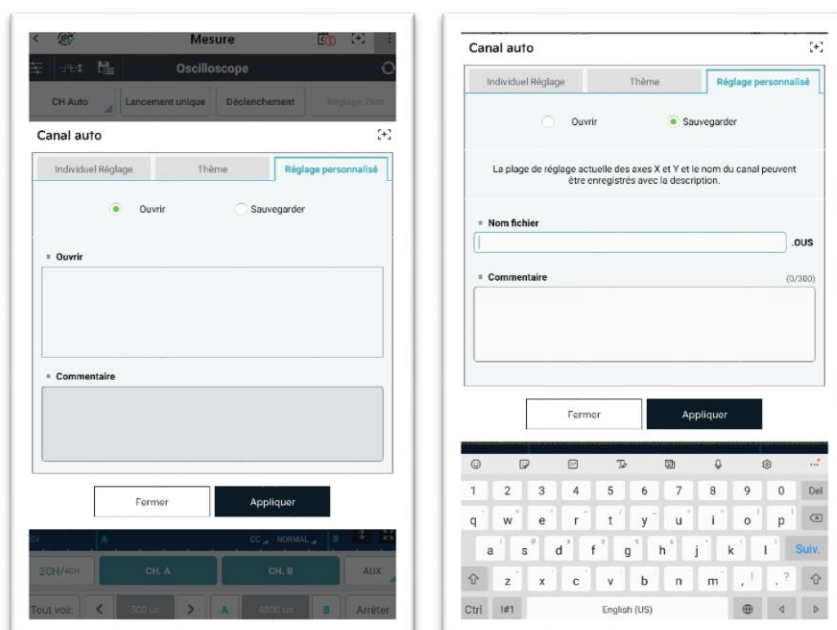 Mesure
Oscilloscope
CH Auto
Lancement unique
Déclenchement
Réglage Zéro
Canal auto
Individuel Réglage
Thème
Réglage personnalisé
Ouvrir
Sauvegarder
Ouvrir
Commentaire
Fermer
Appliquer
A
CC
NORMAL
B
2CH/4CH
CH. A
CH. B
AUX
Tout voir.
500 us
A
4800 us
B
Arrêter
Canal auto
Individuel Réglage
Thème
Réglage personnalisé
Ouvrir
Sauvegarder
La plage de réglage actuelle des axes X et Y et le nom du canal peuvent
être enregistrés avec la description.
Nom fichier
.OUS
Commentaire
(0/300)
Fermer
Appliquer
1 2 3 4 5 6 7 8 9 0 Del
q w e r t y u i o p
a s d f g h j k l Suiv.
z x c v b n m , ! . ?
Ctrl !#1 English (US)